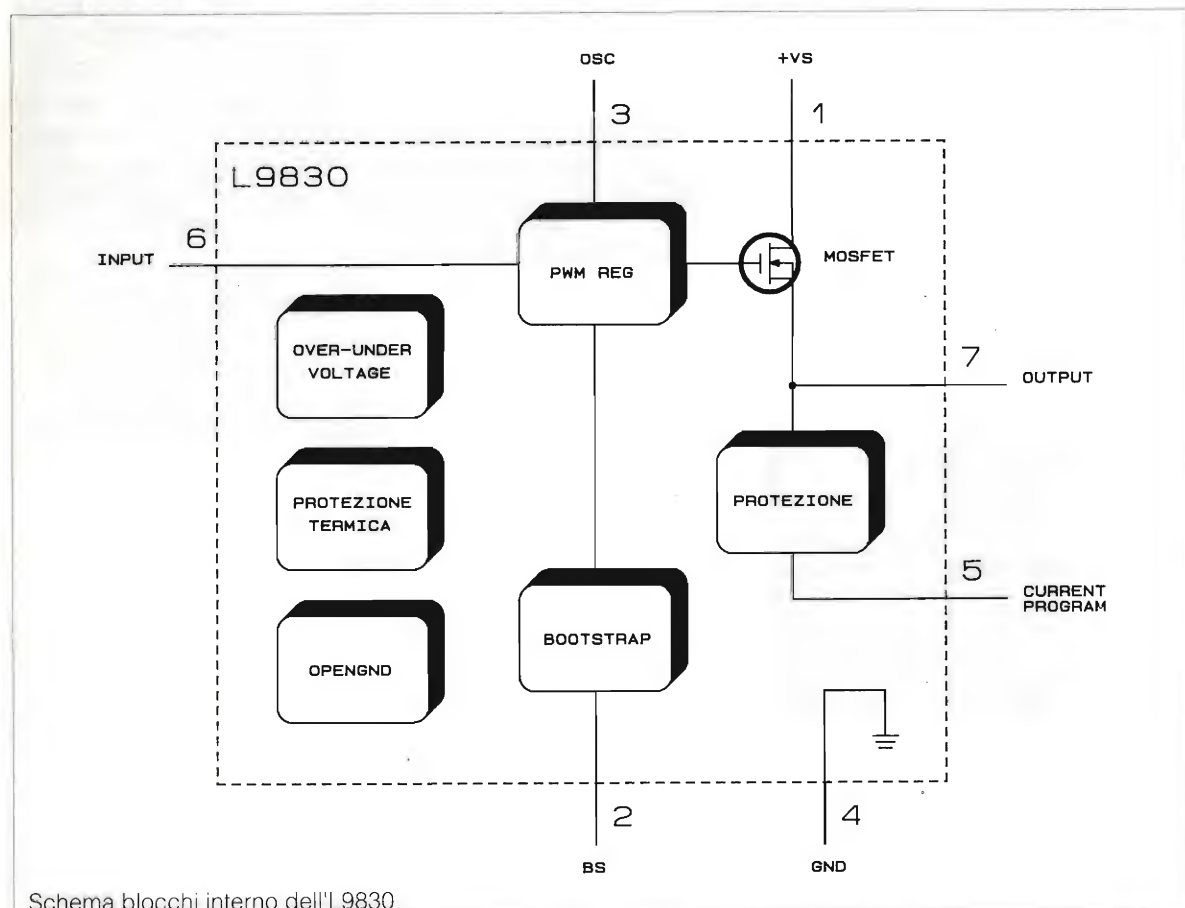 OSC
+VS
3
1
L9830
6
INPUT
PWM REG
MOSFET
OVER-UNDER
VOLTAGE
7
OUTPUT
PROTEZIONE
TERMICA
PROTEZIONE
5
CURRENT
PROGRAM
OPENGND
BOOTSTRAP
2
4
BS
GND
Schema blocchi interno dell'L9830